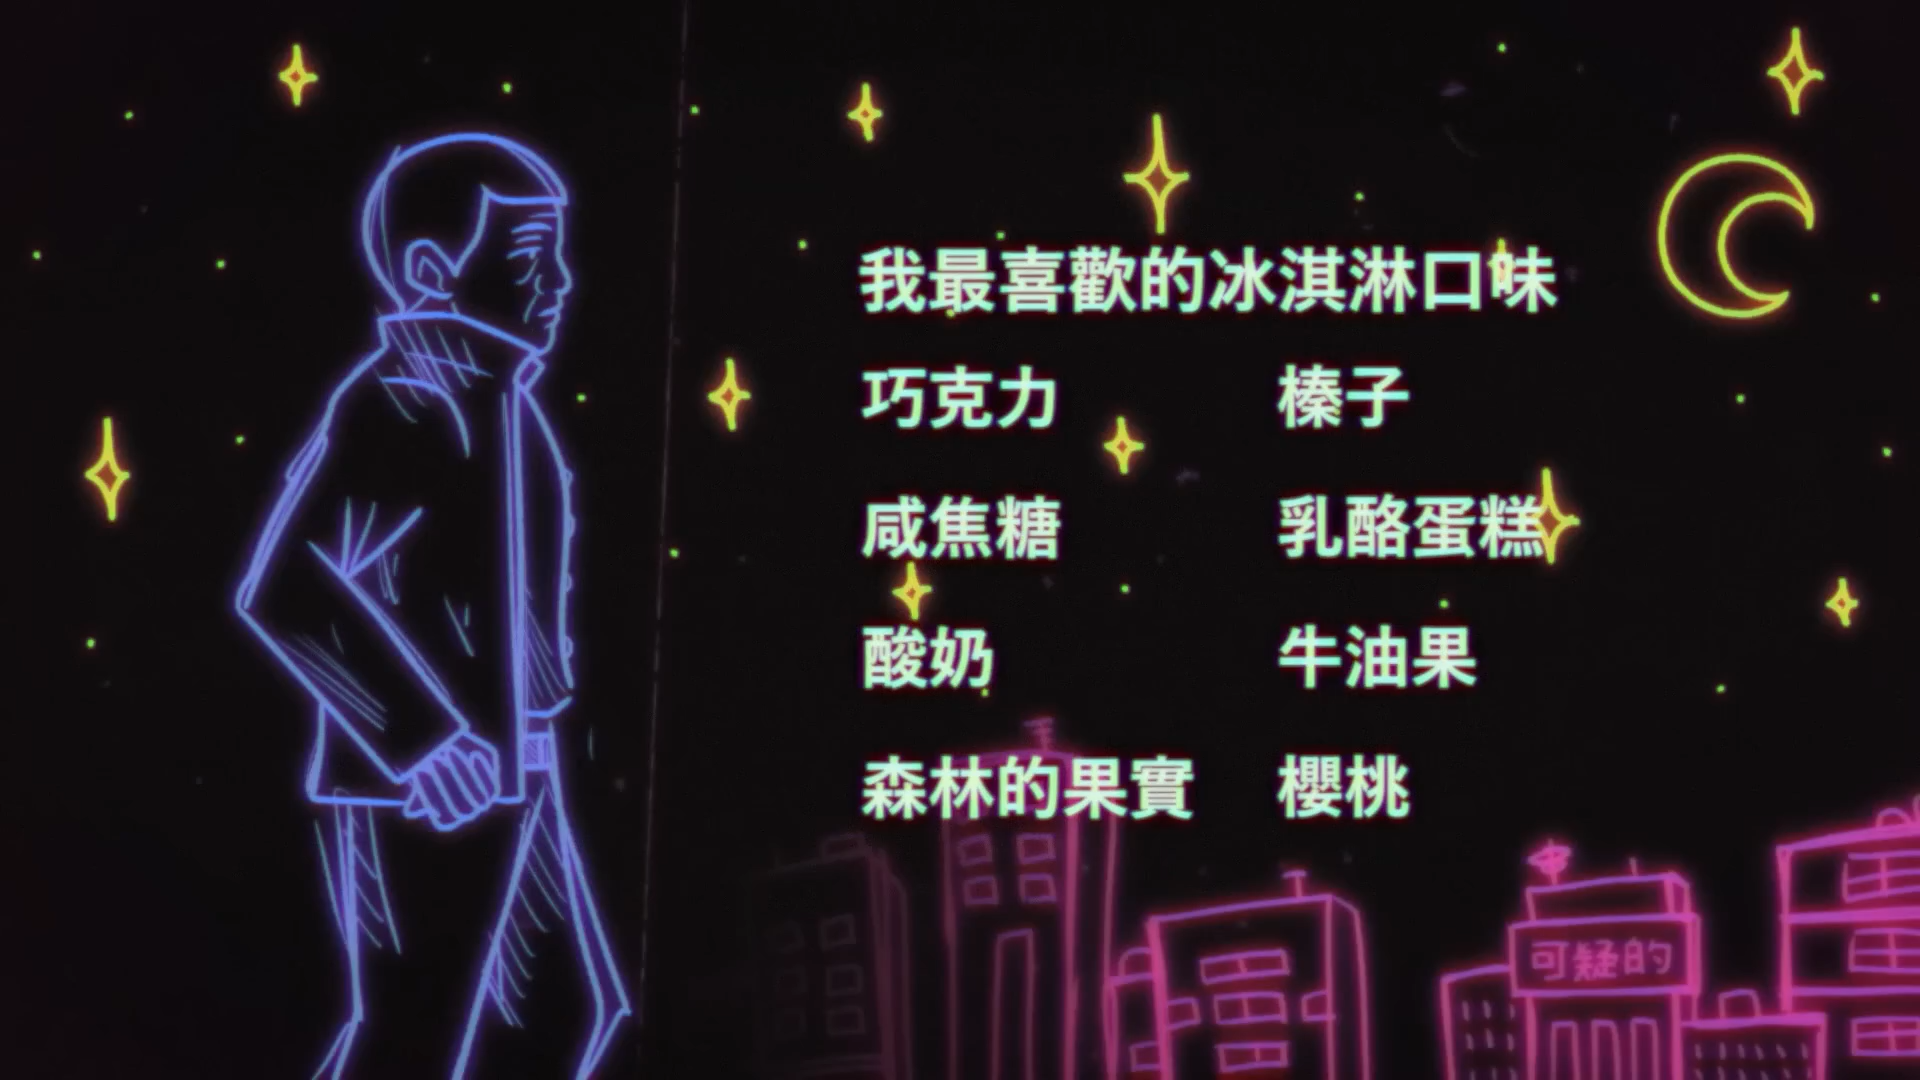 我最喜歡的冰淇淋口味
巧克力 榛子
咸焦糖 乳酪蛋糕
酸奶 牛油果
森林的果實 櫻桃
可疑的